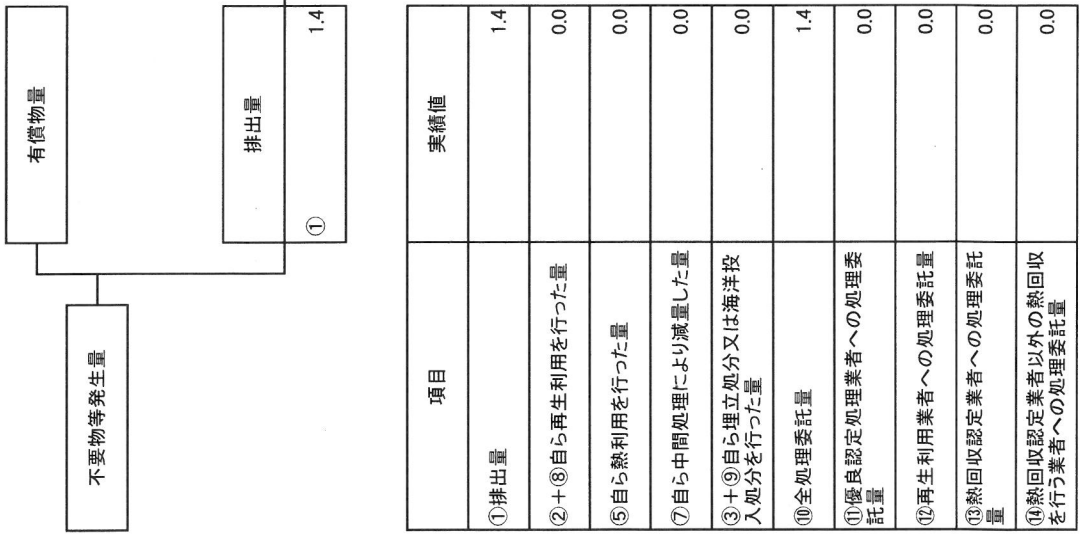 不要物等発生量
有償物量
排出量
① 1.4
項目 実績値
①排出量 1.4
②＋⑧自ら再生利用を行った量 0.0
⑤自ら熱利用を行った量 0.0
⑦自ら中間処理により減量した量 0.0
③＋⑨自ら埋立処分又は海洋投
入処分を行った量 0.0
⑩全処理委託量 1.4
⑪優良認定処理業者への処理委
託量 0.0
⑫再生利用業者への処理委託量 0.0
⑬熱回収認定業者への処理委託
量 0.0
⑭熱回収認定業者以外の熱回収
を行う業者への処理委託量 0.0